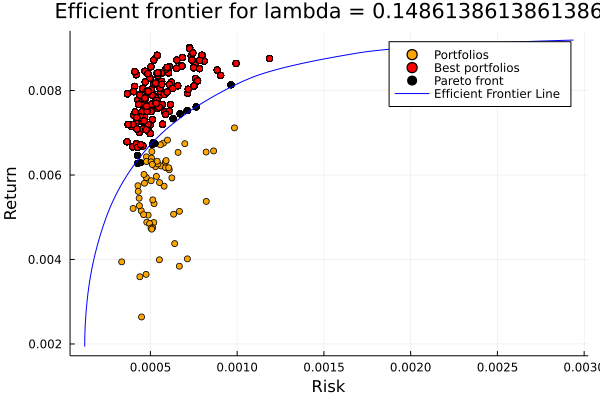 Efficient frontier for lambda = 0.1486138613861386
Portfolios
Best portfolios
Pareto front
Efficient Frontier Line
Return
0.008
0.006
0.004
0.002
0.0005
0.0010
0.0015
0.0020
0.0025
0.0030
Risk